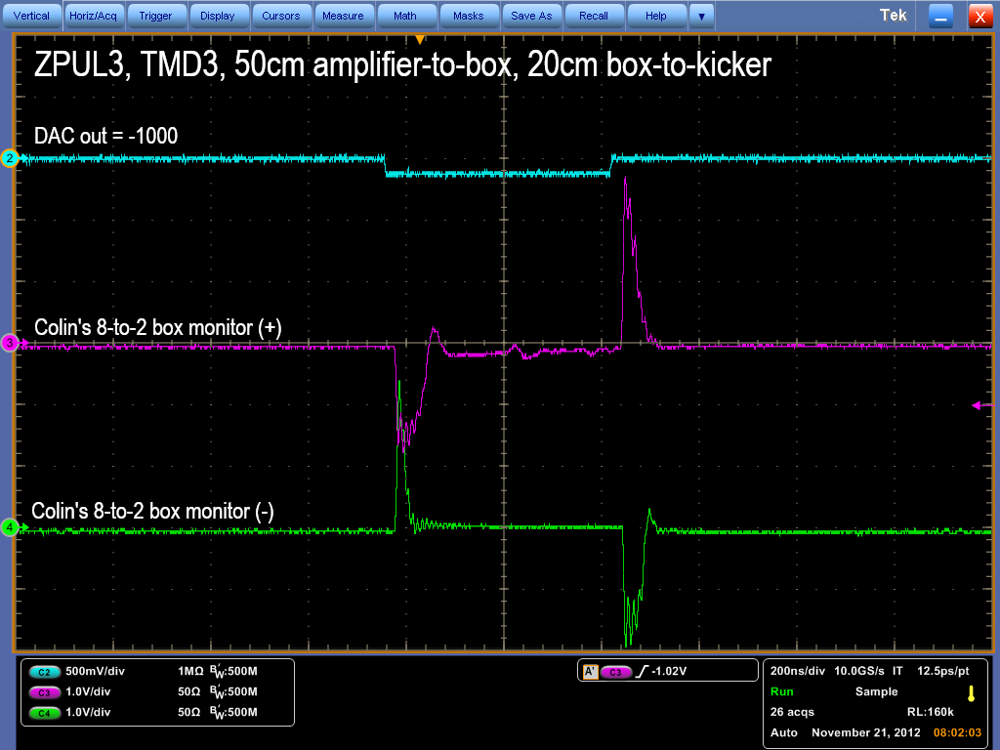 Vertical Horiz/Acq Trigger Display Cursors Measure Math Masks Save As Recall Help Tek X
ZPUL3, TMD3, 50cm amplifier-to-box, 20cm box-to-kicker
DAC out = -1000
2
Colin's 8-to-2 box monitor (+)
3
Colin's 8-to-2 box monitor (-)
4
C2 500mV/div 1MΩ BW:500M
C3 1.0V/div 50Ω BW:500M
C4 1.0V/div 50Ω BW:500M
A' C3 -1.02V
200ns/div 10.0GS/s IT 12.5ps/pt
Run Sample
26 acqs RL:160k
Auto November 21, 2012 08:02:03